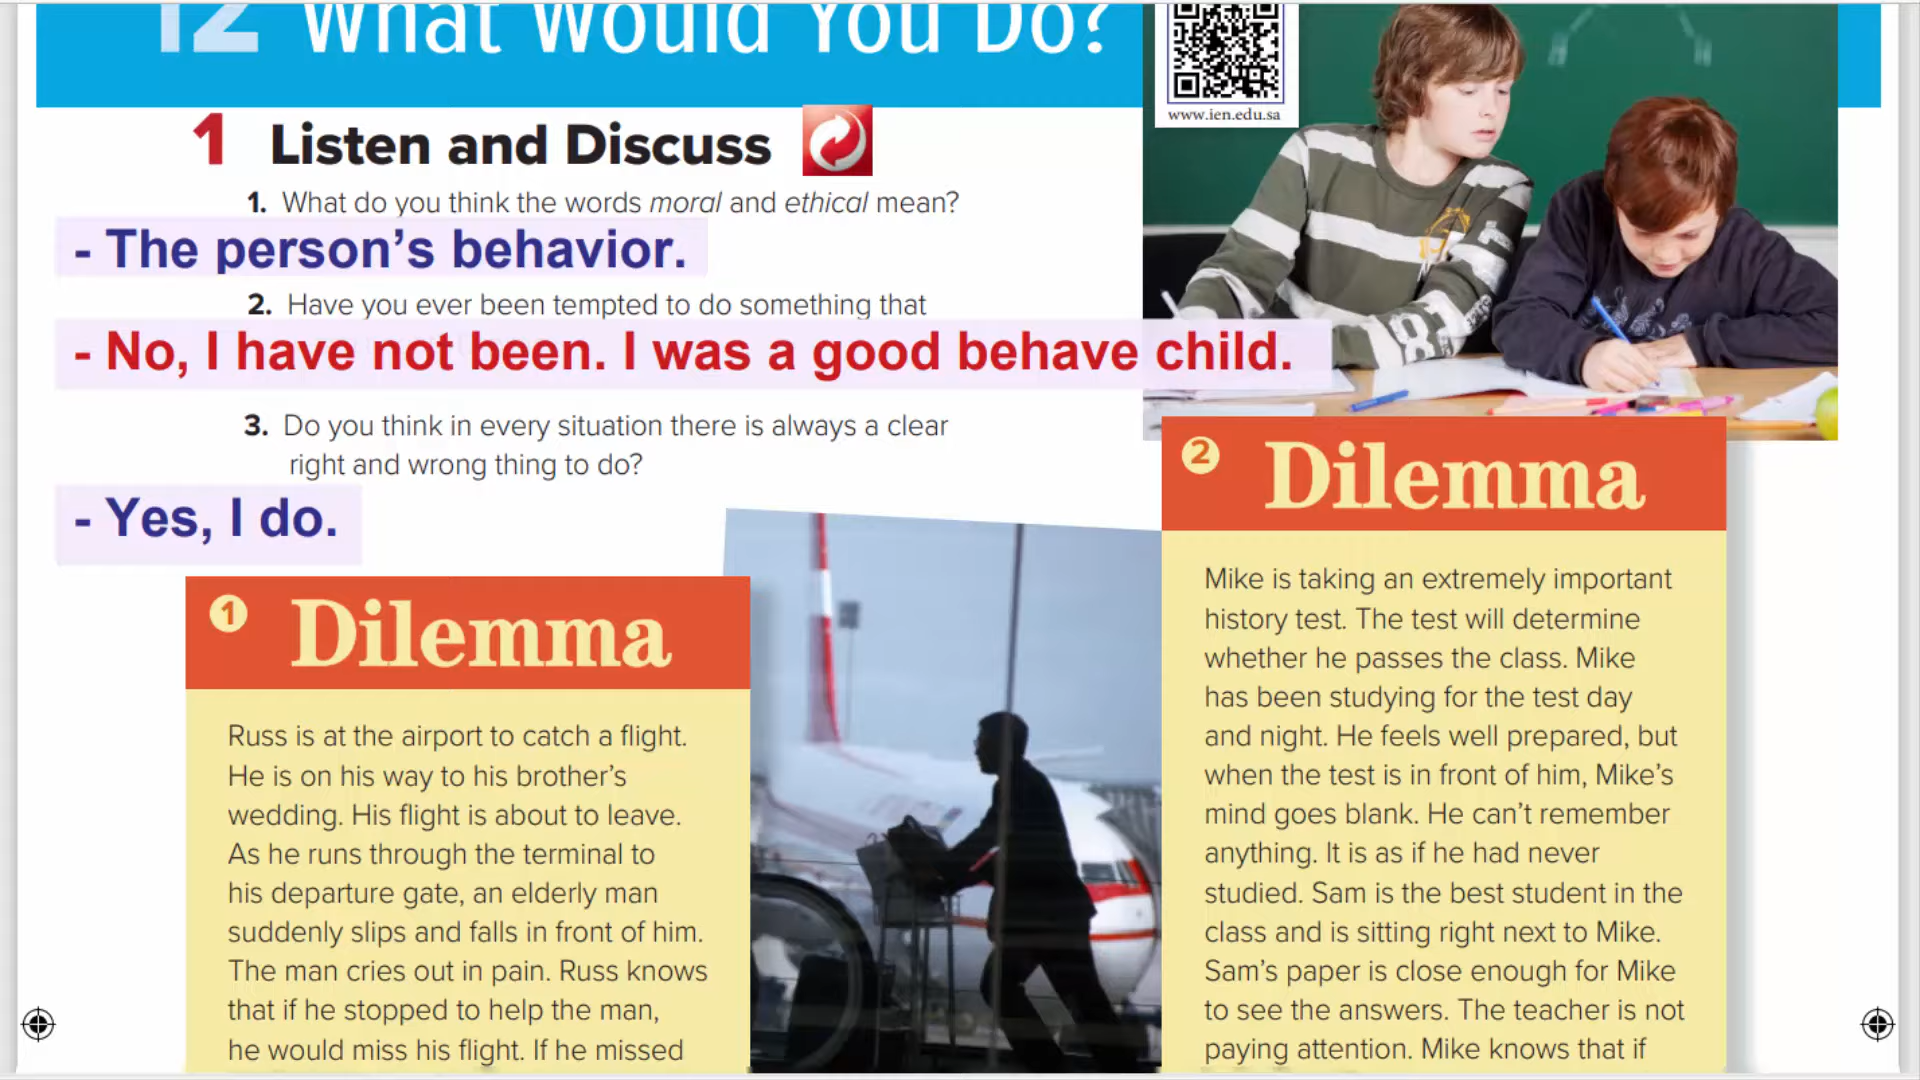 12 What Would You Do?
www.ien.edu.sa
1 Listen and Discuss
1. What do you think the words moral and ethical mean?
- The person’s behavior.
2. Have you ever been tempted to do something that
- No, I have not been. I was a good behave child.
3. Do you think in every situation there is always a clear
right and wrong thing to do?
- Yes, I do.
1 Dilemma
Russ is at the airport to catch a flight.
He is on his way to his brother’s
wedding. His flight is about to leave.
As he runs through the terminal to
his departure gate, an elderly man
suddenly slips and falls in front of him.
The man cries out in pain. Russ knows
that if he stopped to help the man,
he would miss his flight. If he missed
2 Dilemma
Mike is taking an extremely important
history test. The test will determine
whether he passes the class. Mike
has been studying for the test day
and night. He feels well prepared, but
when the test is in front of him, Mike’s
mind goes blank. He can’t remember
anything. It is as if he had never
studied. Sam is the best student in the
class and is sitting right next to Mike.
Sam’s paper is close enough for Mike
to see the answers. The teacher is not
paying attention. Mike knows that if